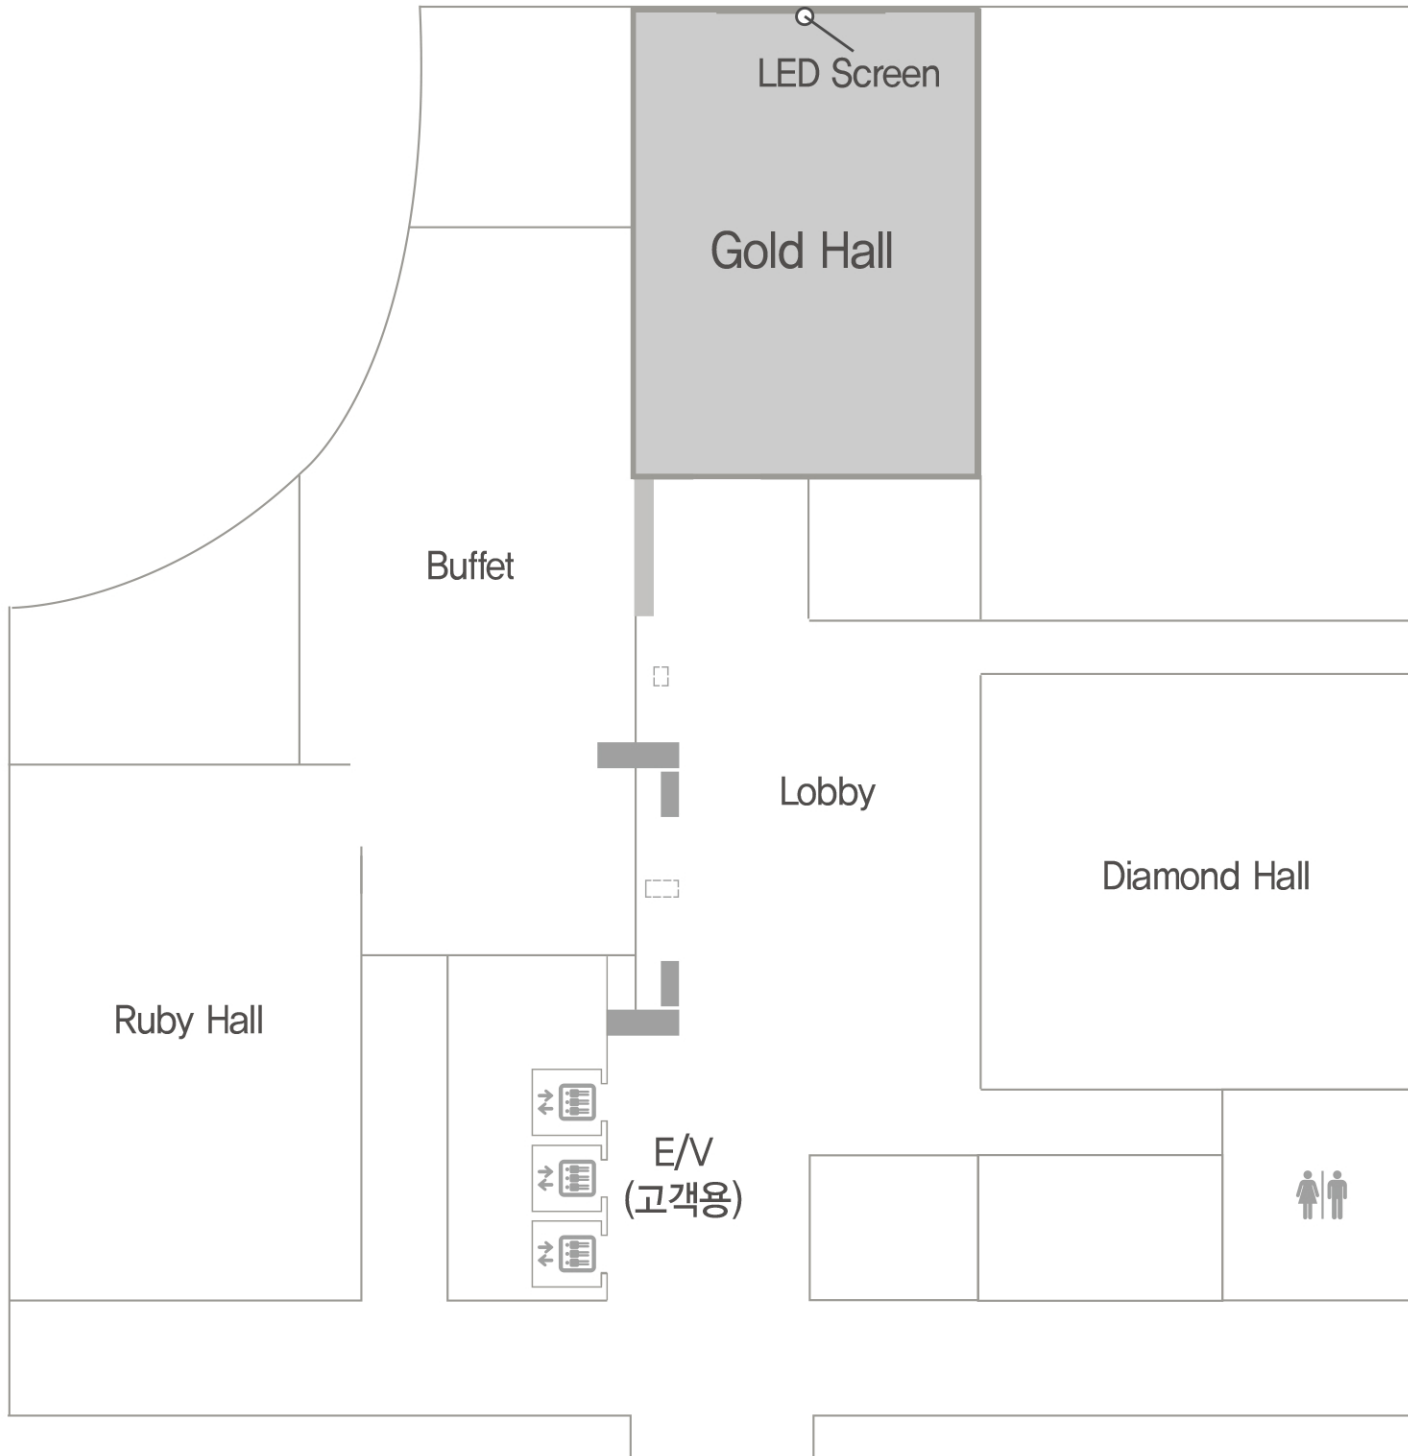 LED Screen
Gold Hall
Buffet
Lobby
Diamond Hall
Ruby Hall
E/V
(고객용)